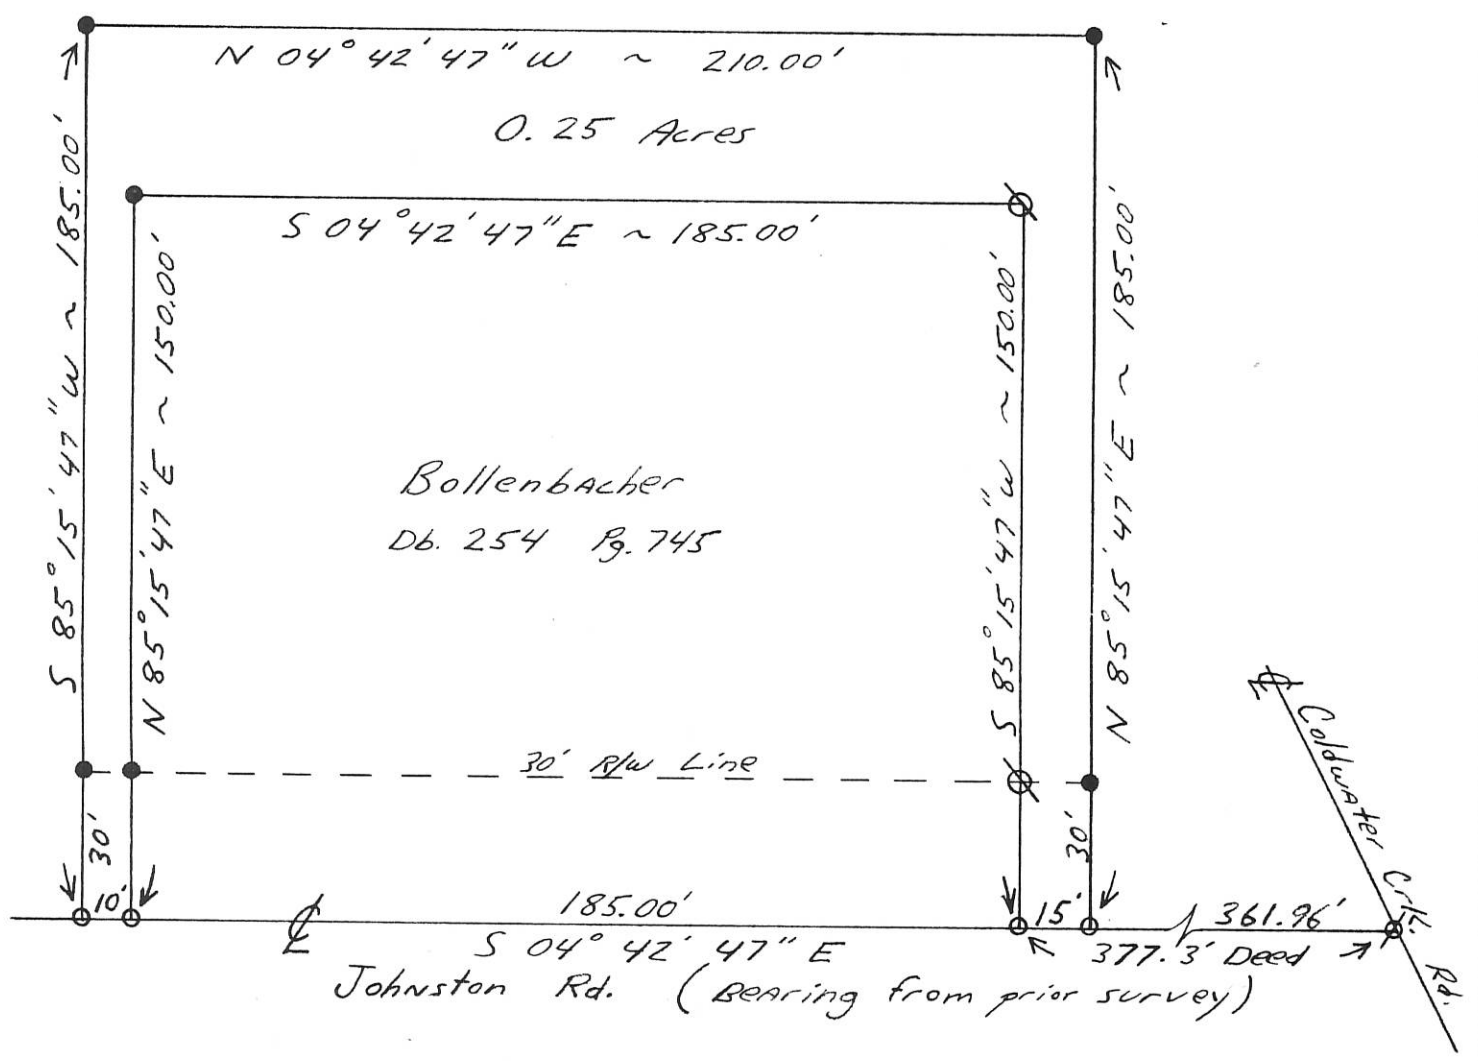 N 04° 42' 47" W ~ 210.00'
0.25 Acres
S 04° 42' 47" E ~ 185.00'
S 85° 15' 47" W ~ 185.00'
N 85° 15' 47" E ~ 150.00'
S 85° 15' 47" W ~ 150.00'
N 85° 15' 47" E ~ 185.00'
Bollenbacher
Db. 254 Pg. 745
30' R/W Line
30'
30'
10'
185.00'
15'
361.96'
℄
S 04° 42' 47" E
377.3' Deed
Johnston Rd. (Bearing from prior survey)
℄
Coldwater Crk. Rd.